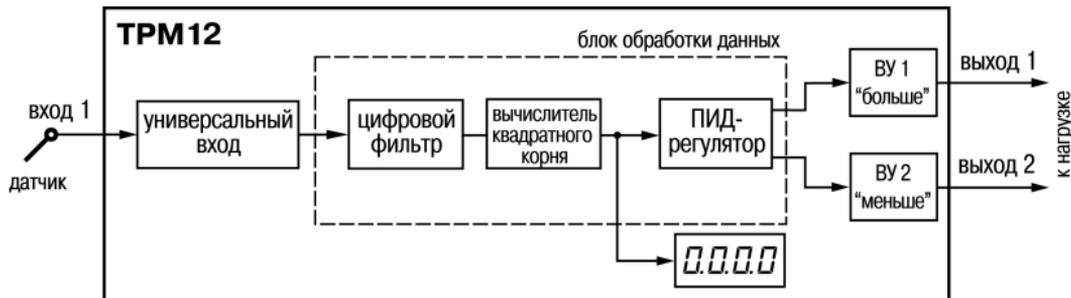 ТРМ12
блок обработки данных
вход 1
датчик
универсальный
вход
цифровой
фильтр
вычислитель
квадратного
корня
ПИД-
регулятор
ВУ 1
“больше”
выход 1
ВУ 2
“меньше”
выход 2
к нагрузке
0.0.0.0